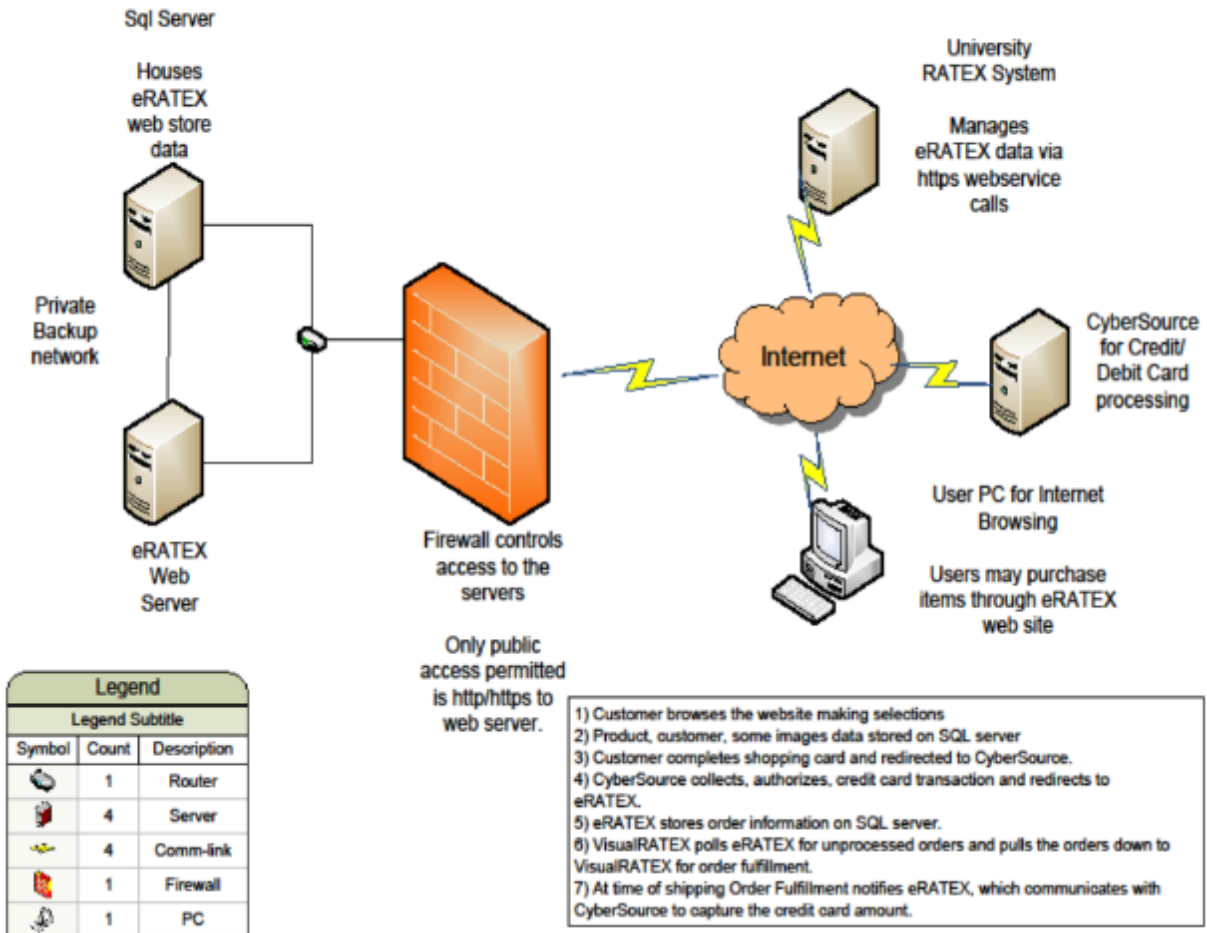 Sql Server
Houses
eRATEX
web store
data
Private
Backup
network
eRATEX
Web
Server
Firewall controls
access to the
servers
Only public
access permitted
is http/https to
web server.
Internet
University
RATEX System
Manages
eRATEX data via
https webservice
calls
CyberSource
for Credit/
Debit Card
processing
User PC for Internet
Browsing
Users may purchase
items through eRATEX
web site
Legend
Legend Subtitle
Symbol Count Description
1 Router
4 Server
4 Comm-link
1 Firewall
1 PC
1) Customer browses the website making selections
2) Product, customer, some images data stored on SQL server
3) Customer completes shopping card and redirected to CyberSource.
4) CyberSource collects, authorizes, credit card transaction and redirects to
eRATEX.
5) eRATEX stores order information on SQL server.
6) VisualRATEX polls eRATEX for unprocessed orders and pulls the orders down to
VisualRATEX for order fulfillment.
7) At time of shipping Order Fulfillment notifies eRATEX, which communicates with
CyberSource to capture the credit card amount.